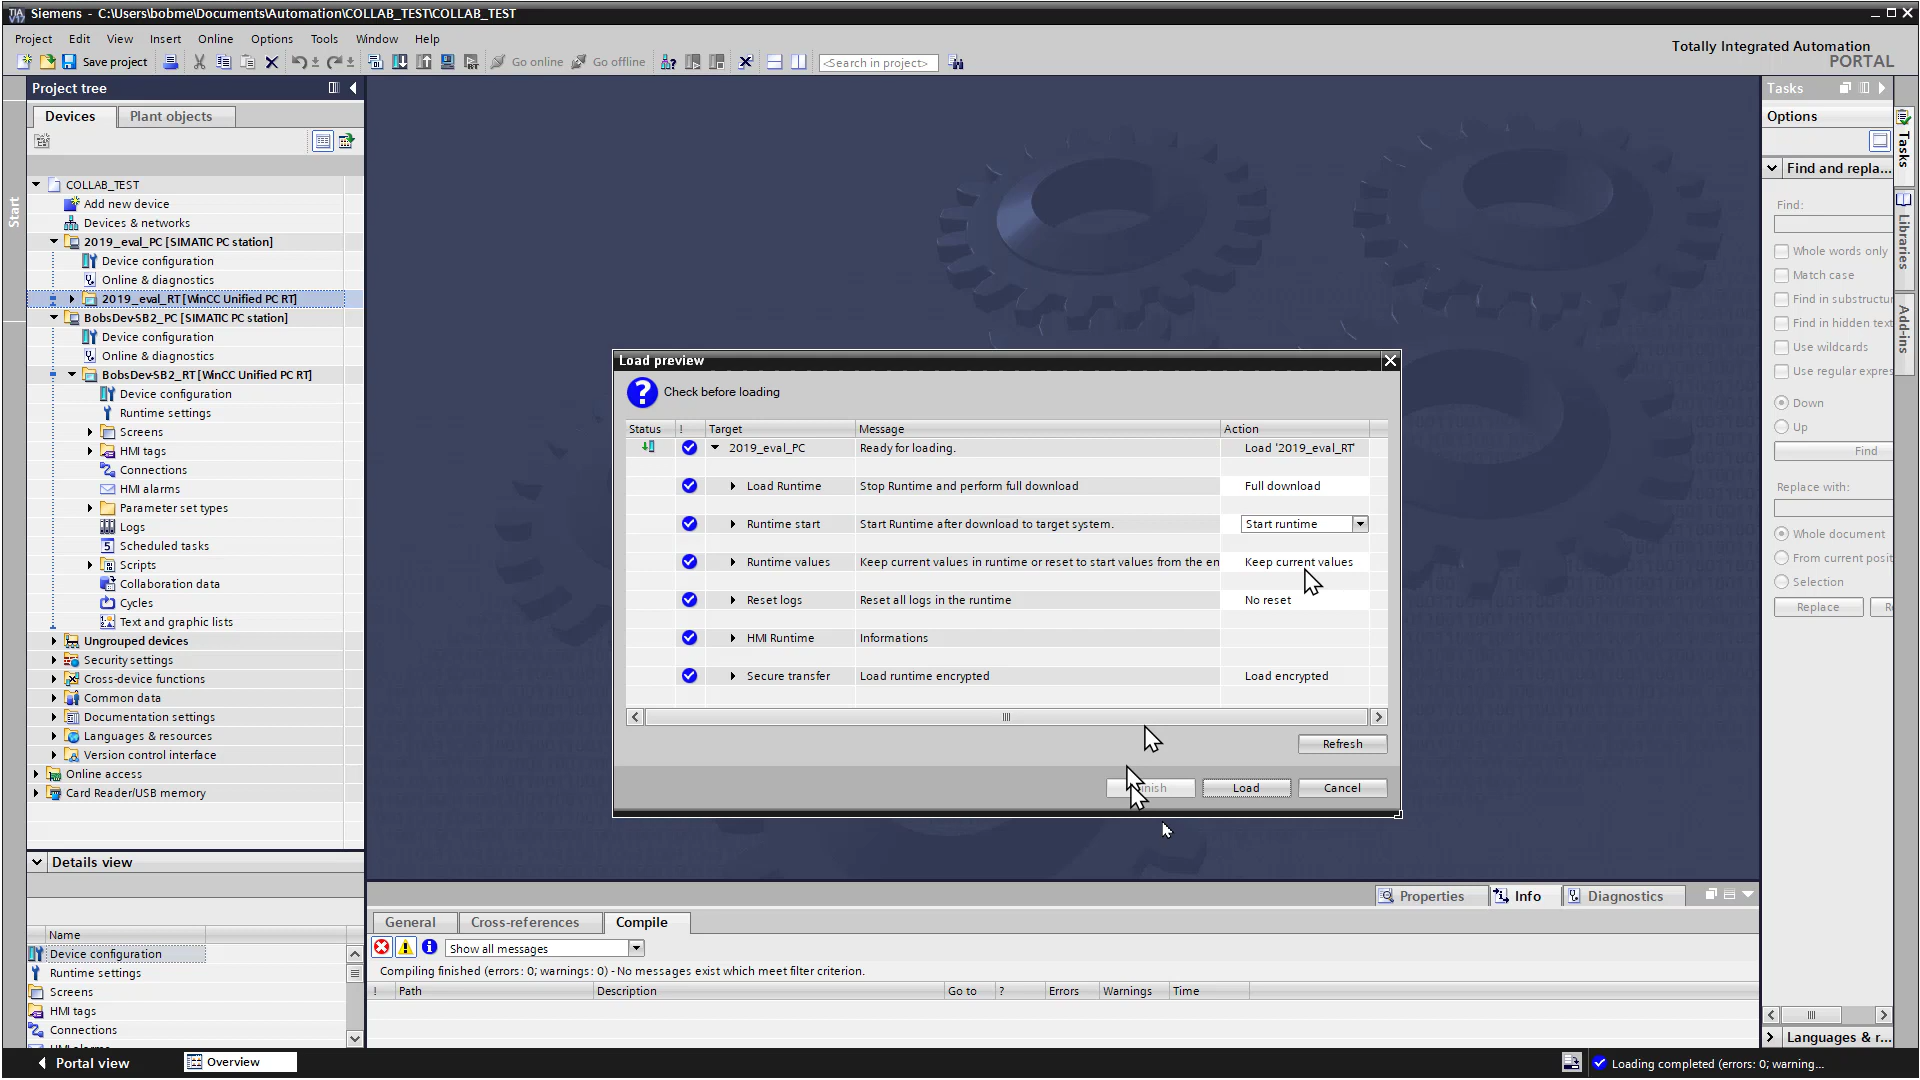 Siemens - C:\Users\bobme\Documents\Automation\COLLAB_TEST\COLLAB_TEST
Project Edit View Insert Online Options Tools Window Help
Totally Integrated Automation
PORTAL
Save project
Go online
Go offline
<Search in project>
Project tree
Devices
Plant objects
Start
COLLAB_TEST
Add new device
Devices & networks
2019_eval_PC [SIMATIC PC station]
Device configuration
Online & diagnostics
2019_eval_RT [WinCC Unified PC RT]
BobsDev-SB2_PC [SIMATIC PC station]
Device configuration
Online & diagnostics
BobsDev-SB2_RT [WinCC Unified PC RT]
Device configuration
Runtime settings
Screens
HMI tags
Connections
HMI alarms
Parameter set types
Logs
Scheduled tasks
Scripts
Collaboration data
Cycles
Text and graphic lists
Ungrouped devices
Security settings
Cross-device functions
Common data
Documentation settings
Languages & resources
Version control interface
Online access
Card Reader/USB memory
Details view
Name
Device configuration
Runtime settings
Screens
HMI tags
Connections
Portal view
Overview
Load preview
Check before loading
Status ! Target Message Action
2019_eval_PC Ready for loading. Load '2019_eval_RT'
Load Runtime Stop Runtime and perform full download Full download
Runtime start Start Runtime after download to target system. Start runtime
Runtime values Keep current values in runtime or reset to start values from the en Keep current values
Reset logs Reset all logs in the runtime No reset
HMI Runtime Informations
Secure transfer Load runtime encrypted Load encrypted
Refresh
Load
Cancel
Properties
Info
Diagnostics
General
Cross-references
Compile
Show all messages
Compiling finished (errors: 0; warnings: 0) - No messages exist which meet filter criterion.
! Path Description Go to ? Errors Warnings Time
Tasks
Options
Find and repla...
Find:
Whole words only
Match case
Find in substructu
Find in hidden text
Use wildcards
Use regular expres
Down
Up
Find
Replace with:
Whole document
From current posit
Selection
Replace
Languages & r...
Tasks
Libraries
Add-ins
Loading completed (errors: 0; warning...